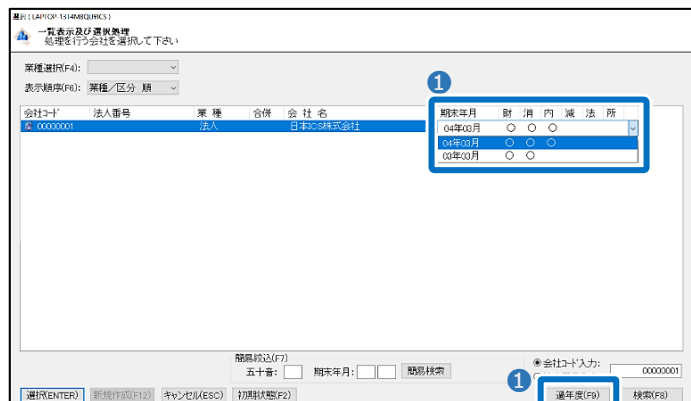 選択 ( LAPTOP-1314MBQUHICS )
一覧表示及び選択処理
処理を行う会社を選択して下さい
業種選択(F4):
表示順序(F6): 業種／区分 順
会社ｺｰﾄﾞ 法人番号 業 種 合併 会 社 名 期末年月 財 消 内 減 法 所
00000001 法人 日本ICS株式会社 04年03月 ○ ○ ○
04年03月 ○ ○ ○
03年03月 ○ ○
1
簡易絞込(F7)
五十音: 期末年月: 簡易検索
会社ｺｰﾄﾞ入力: 00000001
1
選択(ENTER) 新規作成(F12) キャンセル(ESC) 初期状態(F2) 過年度(F9) 検索(F8)